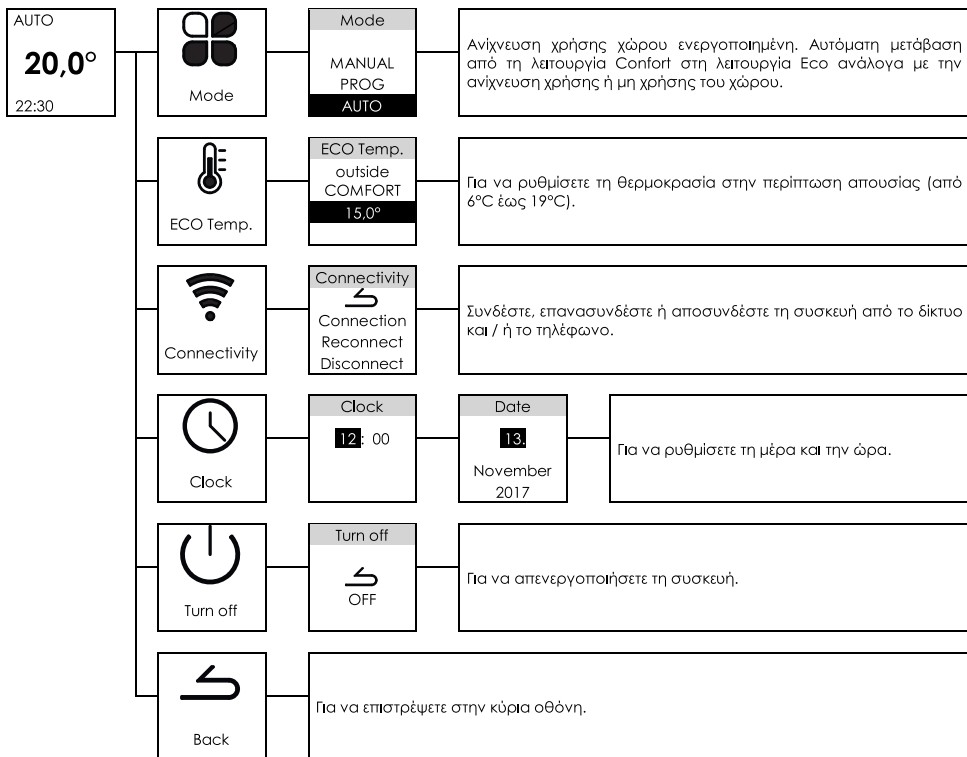 AUTO
20,0°
22:30
Mode
Mode
MANUAL
PROG
AUTO
Ανίχνευση χρήσης χώρου ενεργοποιημένη. Αυτόματη μετάβαση
από τη λειτουργία Confort στη λειτουργία Eco ανάλογα με την
ανίχνευση χρήσης ή μη χρήσης του χώρου.
ECO Temp.
ECO Temp.
outside
COMFORT
15,0°
Για να ρυθμίσετε τη θερμοκρασία στην περίπτωση απουσίας (από
6°C έως 19°C).
Connectivity
Connectivity
Connection
Reconnect
Disconnect
Συνδέστε, επανασυνδέστε ή αποσυνδέστε τη συσκευή από το δίκτυο
και / ή το τηλέφωνο.
Clock
Clock
12 : 00
Date
13.
November
2017
Για να ρυθμίσετε τη μέρα και την ώρα.
Turn off
Turn off
OFF
Για να απενεργοποιήσετε τη συσκευή.
Back
Για να επιστρέψετε στην κύρια οθόνη.